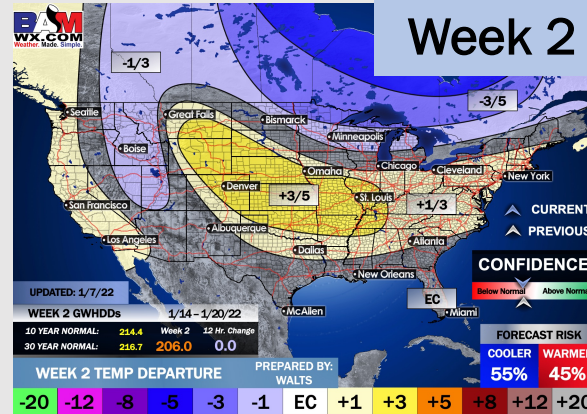 BAM
WX.COM
Weather. Made. Simple.
Week 2
-1/3
-3/5
Seattle
Great Falls
Bismarck
Minneapolis
Boise
Chicago
Cleveland
Omaha
New York
Denver
+3/5
St. Louis
+1/3
San Francisco
CURRENT
PREVIOUS
Albuquerque
Los Angeles
Atlanta
Dallas
CONFIDENCE
New Orleans
Below Normal
Above Norma
UPDATED: 1/7/22
EC
McAllen
Miami
WEEK 2 GWHDDs
1/14 – 1/20/22
10 YEAR NORMAL: 214.4
Week 2
12 Hr. Change
30 YEAR NORMAL: 216.7
206.0
0.0
FORECAST RISK
COOLER
WARME
55%
45%
WEEK 2 TEMP DEPARTURE
PREPARED BY:
WALTS
-20 -12 -8 -5 -3 -1 EC +1 +3 +5 +8 +12 +2